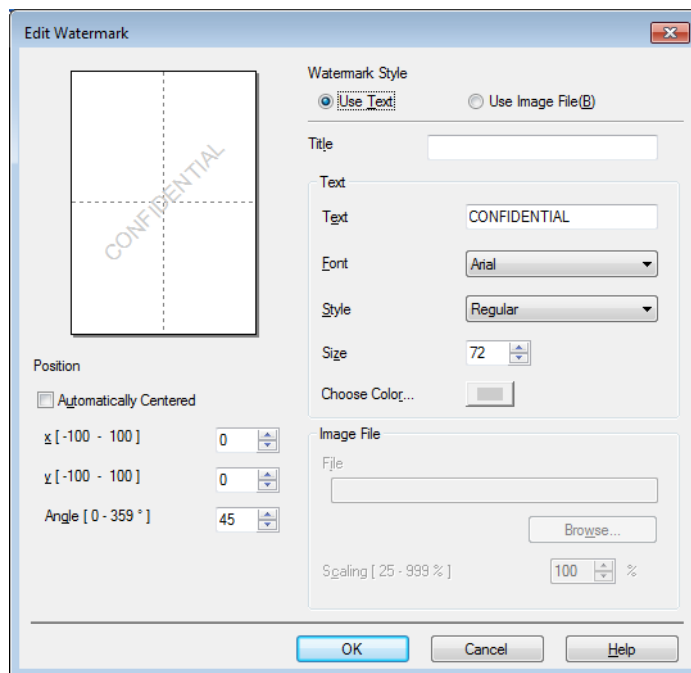 Edit Watermark
CONFIDENTIAL
Watermark Style
Use Text
Use Image File(B)
Title
Text
Text
CONFIDENTIAL
Font
Arial
Style
Regular
Size
72
Choose Color...
Position
Automatically Centered
x [ -100 - 100 ]
0
y [ -100 - 100 ]
0
Angle [ 0 - 359 ° ]
45
Image File
File
Browse...
Scaling [ 25 - 999 % ]
100
%
OK
Cancel
Help